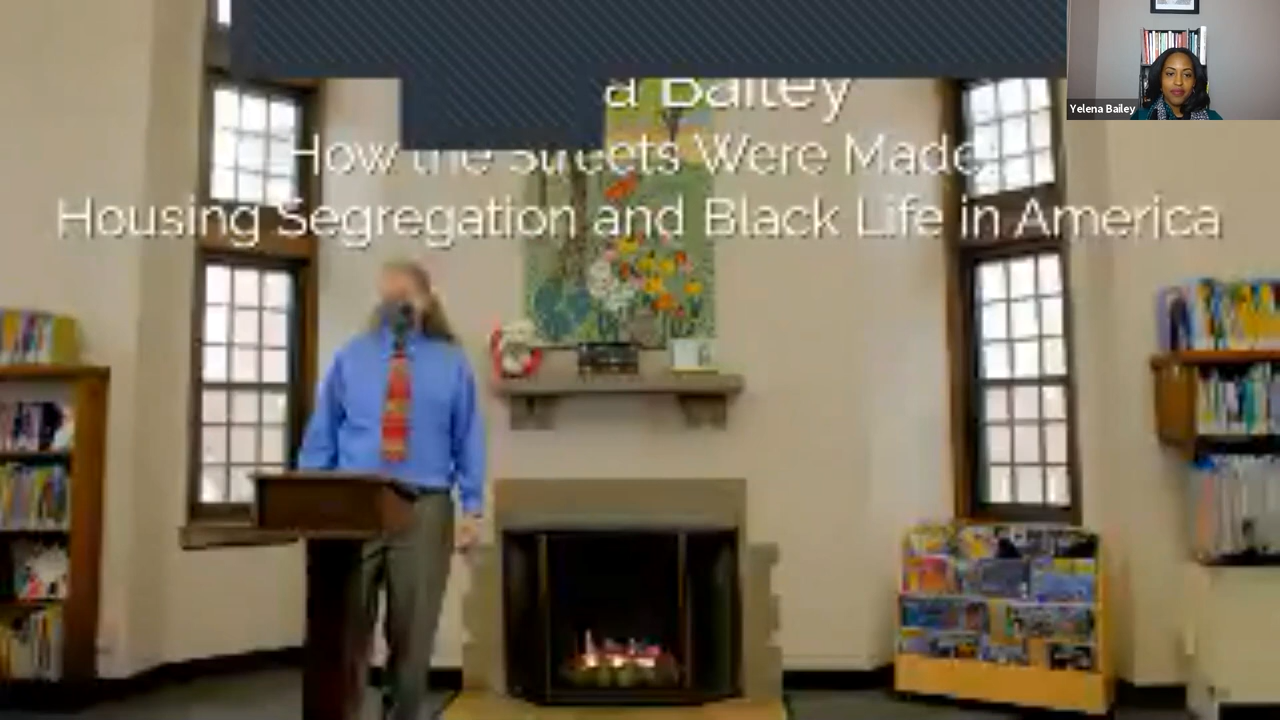 a Bailey
How the Streets Were Made:
Housing Segregation and Black Life in America
Yelena Bailey